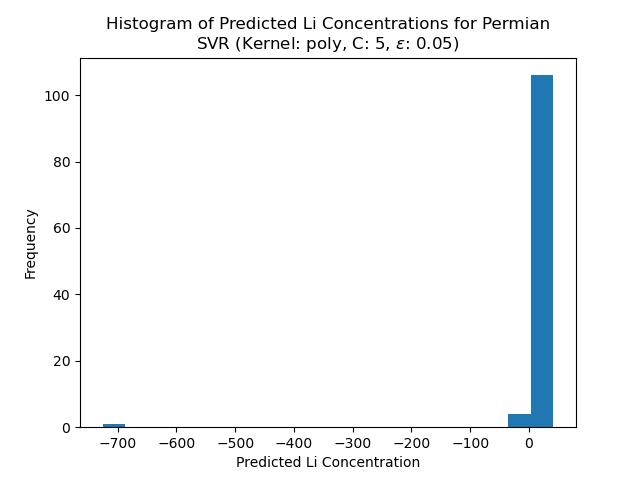 Histogram of Predicted Li Concentrations for Permian
SVR (Kernel: poly, C: 5, ε: 0.05)
100
80
60
40
20
0
Frequency
−700 −600 −500 −400 −300 −200 −100 0
Predicted Li Concentration